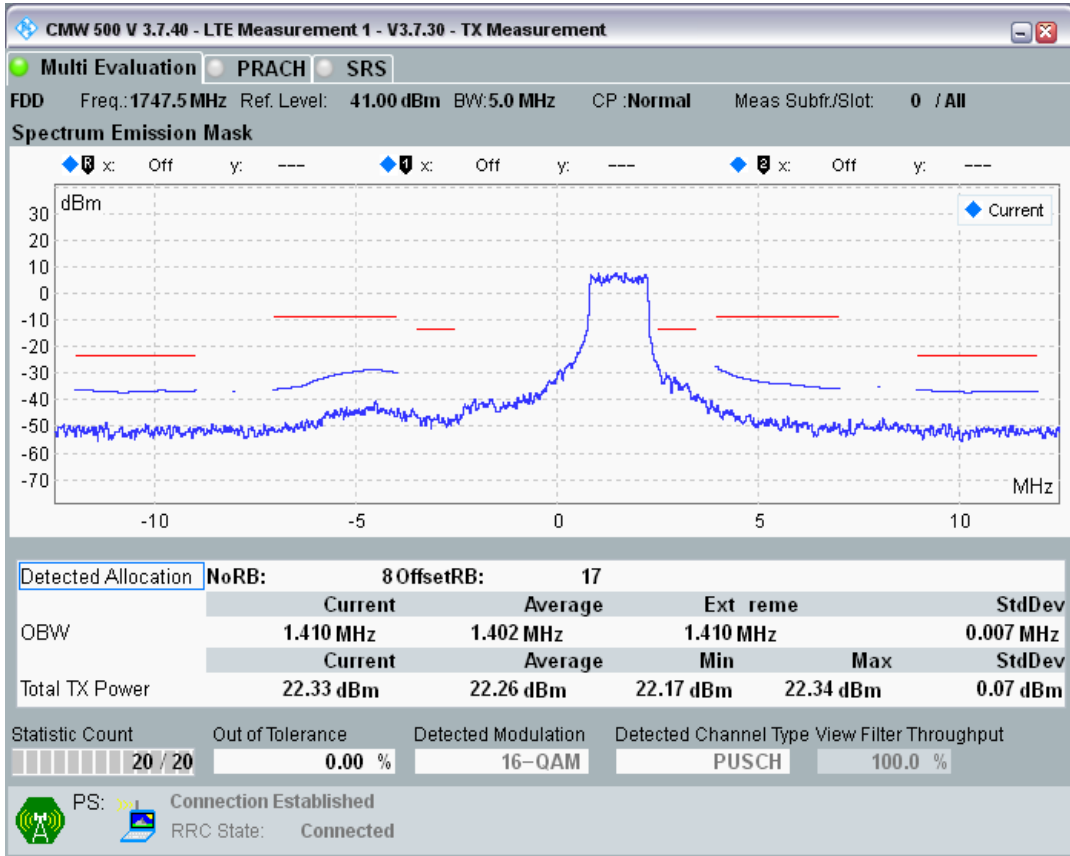 CMW 500 V 3.7.40 - LTE Measurement 1 - V3.7.30 - TX Measurement
Multi Evaluation PRACH SRS
FDD Freq.: 1747.5 MHz Ref. Level: 41.00 dBm BW: 5.0 MHz CP : Normal Meas Subfr./Slot: 0 / All
Spectrum Emission Mask
R x: Off y: --- 1 x: Off y: --- 2 x: Off y: ---
dBm
Current
30
20
10
0
-10
-20
-30
-40
-50
-60
-70
MHz
-10 -5 0 5 10
Detected Allocation NoRB: 8 OffsetRB: 17
Current Average Ext reme StdDev
OBW 1.410 MHz 1.402 MHz 1.410 MHz 0.007 MHz
Current Average Min Max StdDev
Total TX Power 22.33 dBm 22.26 dBm 22.17 dBm 22.34 dBm 0.07 dBm
Statistic Count Out of Tolerance Detected Modulation Detected Channel Type View Filter Throughput
20 / 20 0.00 % 16-QAM PUSCH 100.0 %
PS: Connection Established
RRC State: Connected